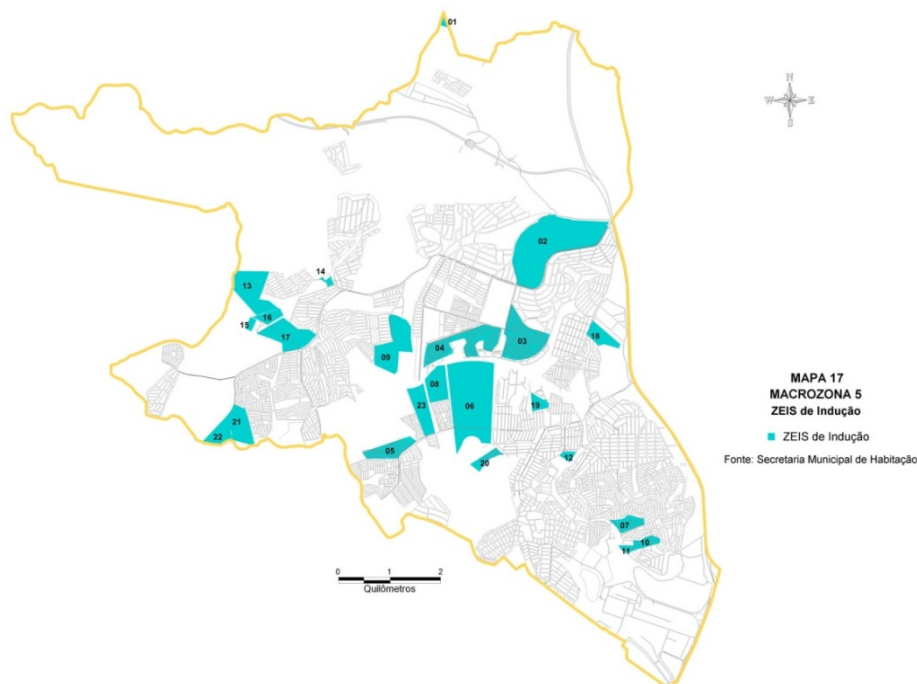 01
N
W E
S
02
14
13
15
16
17
18
04
03
09
08
06
23
19
21
22
05
20
12
07
10
11
MAPA 17
MACROZONA 5
ZEIS de Indução
ZEIS de Indução
Fonte: Secretaria Municipal de Habitação
0 1 2
Quilômetros